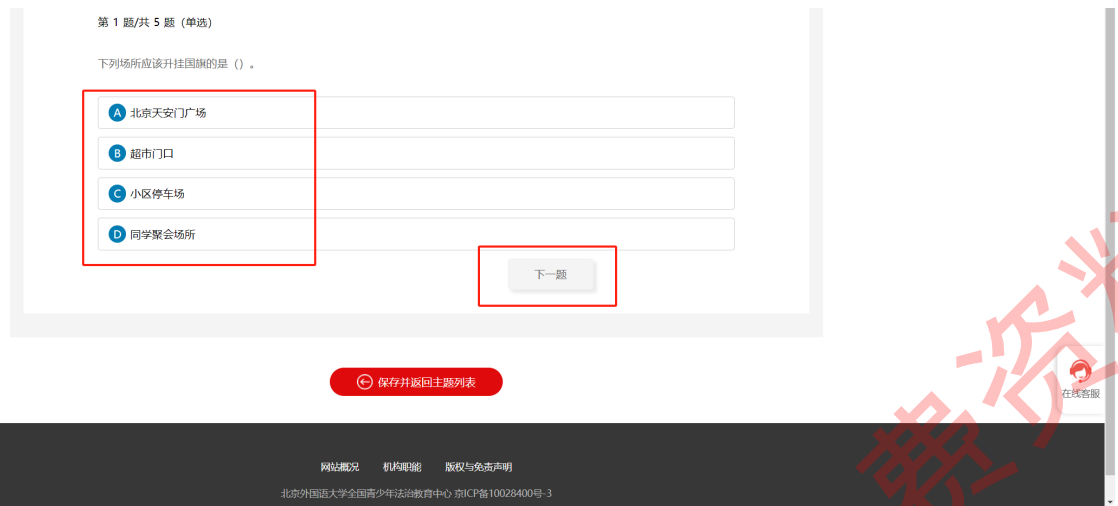 第 1 题/共 5 题（单选）
下列场所应该升挂国旗的是（）。
A 北京天安门广场
B 超市门口
C 小区停车场
D 同学聚会场所
下一题
保存并返回主题列表
在线客服
网站概况 机构职能 版权与免责声明
北京外国语大学全国青少年法治教育中心 京ICP备10028400号-3
费资料